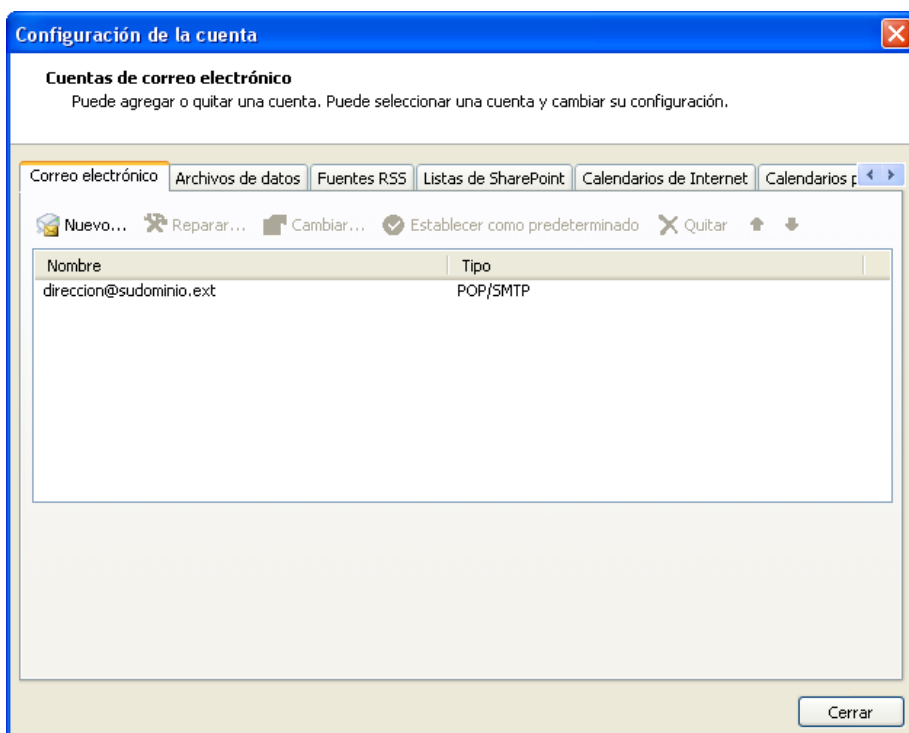 Configuración de la cuenta
Cuentas de correo electrónico
Puede agregar o quitar una cuenta. Puede seleccionar una cuenta y cambiar su configuración.
Correo electrónico Archivos de datos Fuentes RSS Listas de SharePoint Calendarios de Internet Calendarios p
Nuevo... Reparar... Cambiar... Establecer como predeterminado Quitar
Nombre Tipo
direccion@sudominio.ext POP/SMTP
Cerrar